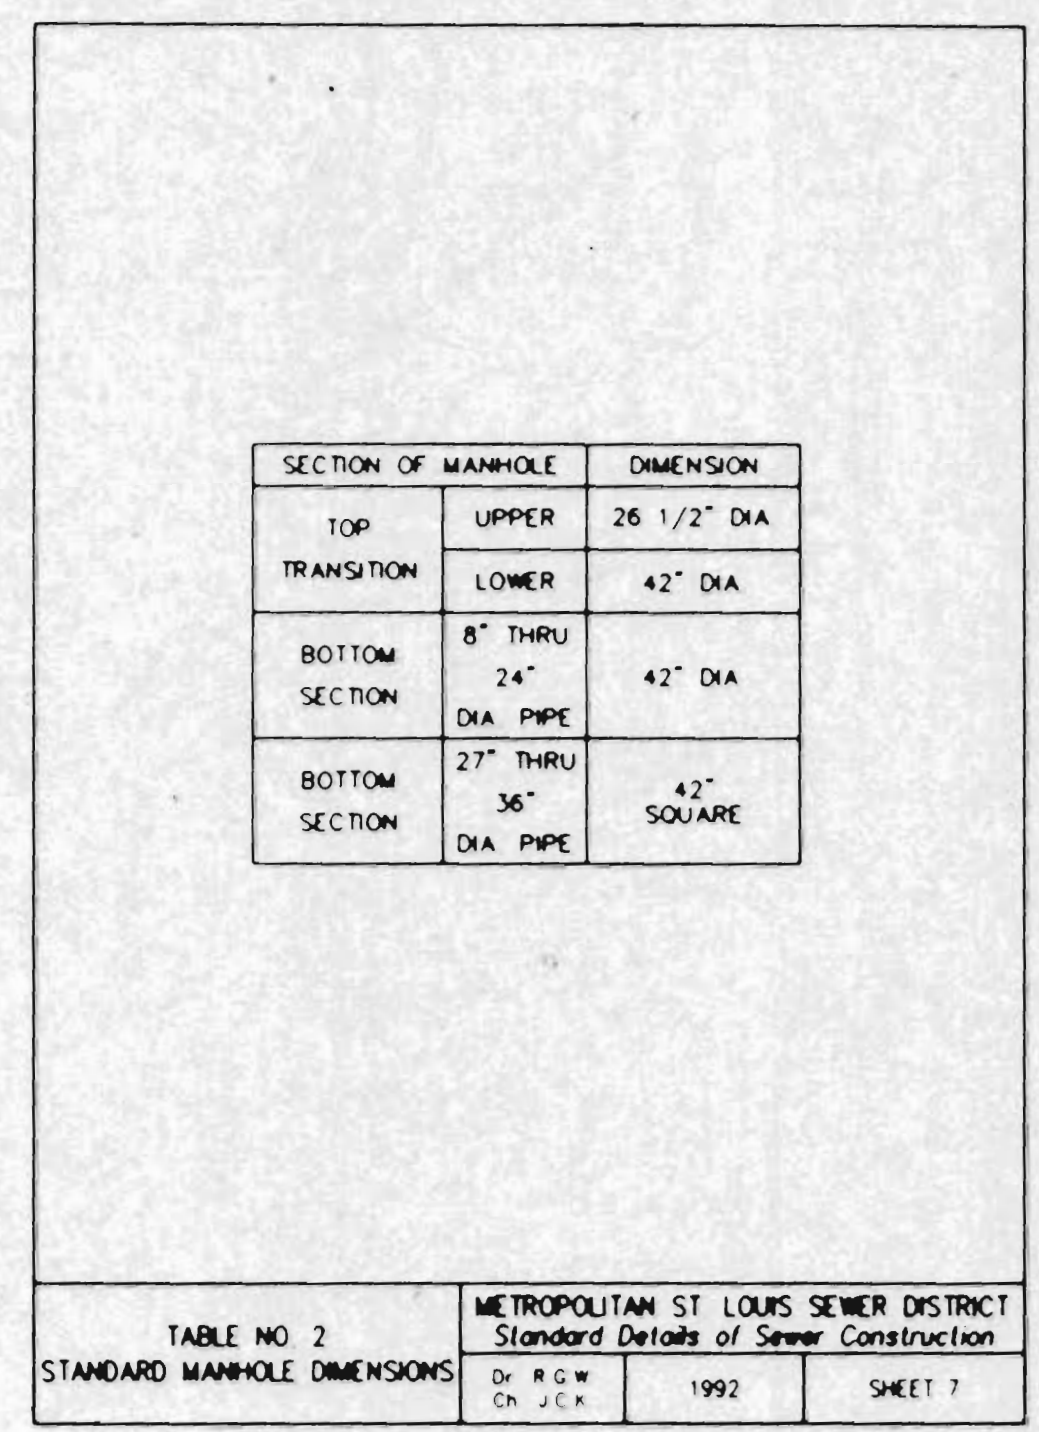 SECTION OF MANHOLE DIMENSION
TOP
TRANSITION
UPPER 26 1/2" DIA
LOWER 42" DIA
BOTTOM
SECTION
8" THRU
24"
DIA PIPE
42" DIA
BOTTOM
SECTION
27" THRU
36"
DIA PIPE
42"
SQUARE
TABLE NO 2
STANDARD MANHOLE DIMENSIONS
METROPOLITAN ST LOUIS SEWER DISTRICT
Standard Details of Sewer Construction
Dr R G W
Ch J C K
1992
SHEET 7